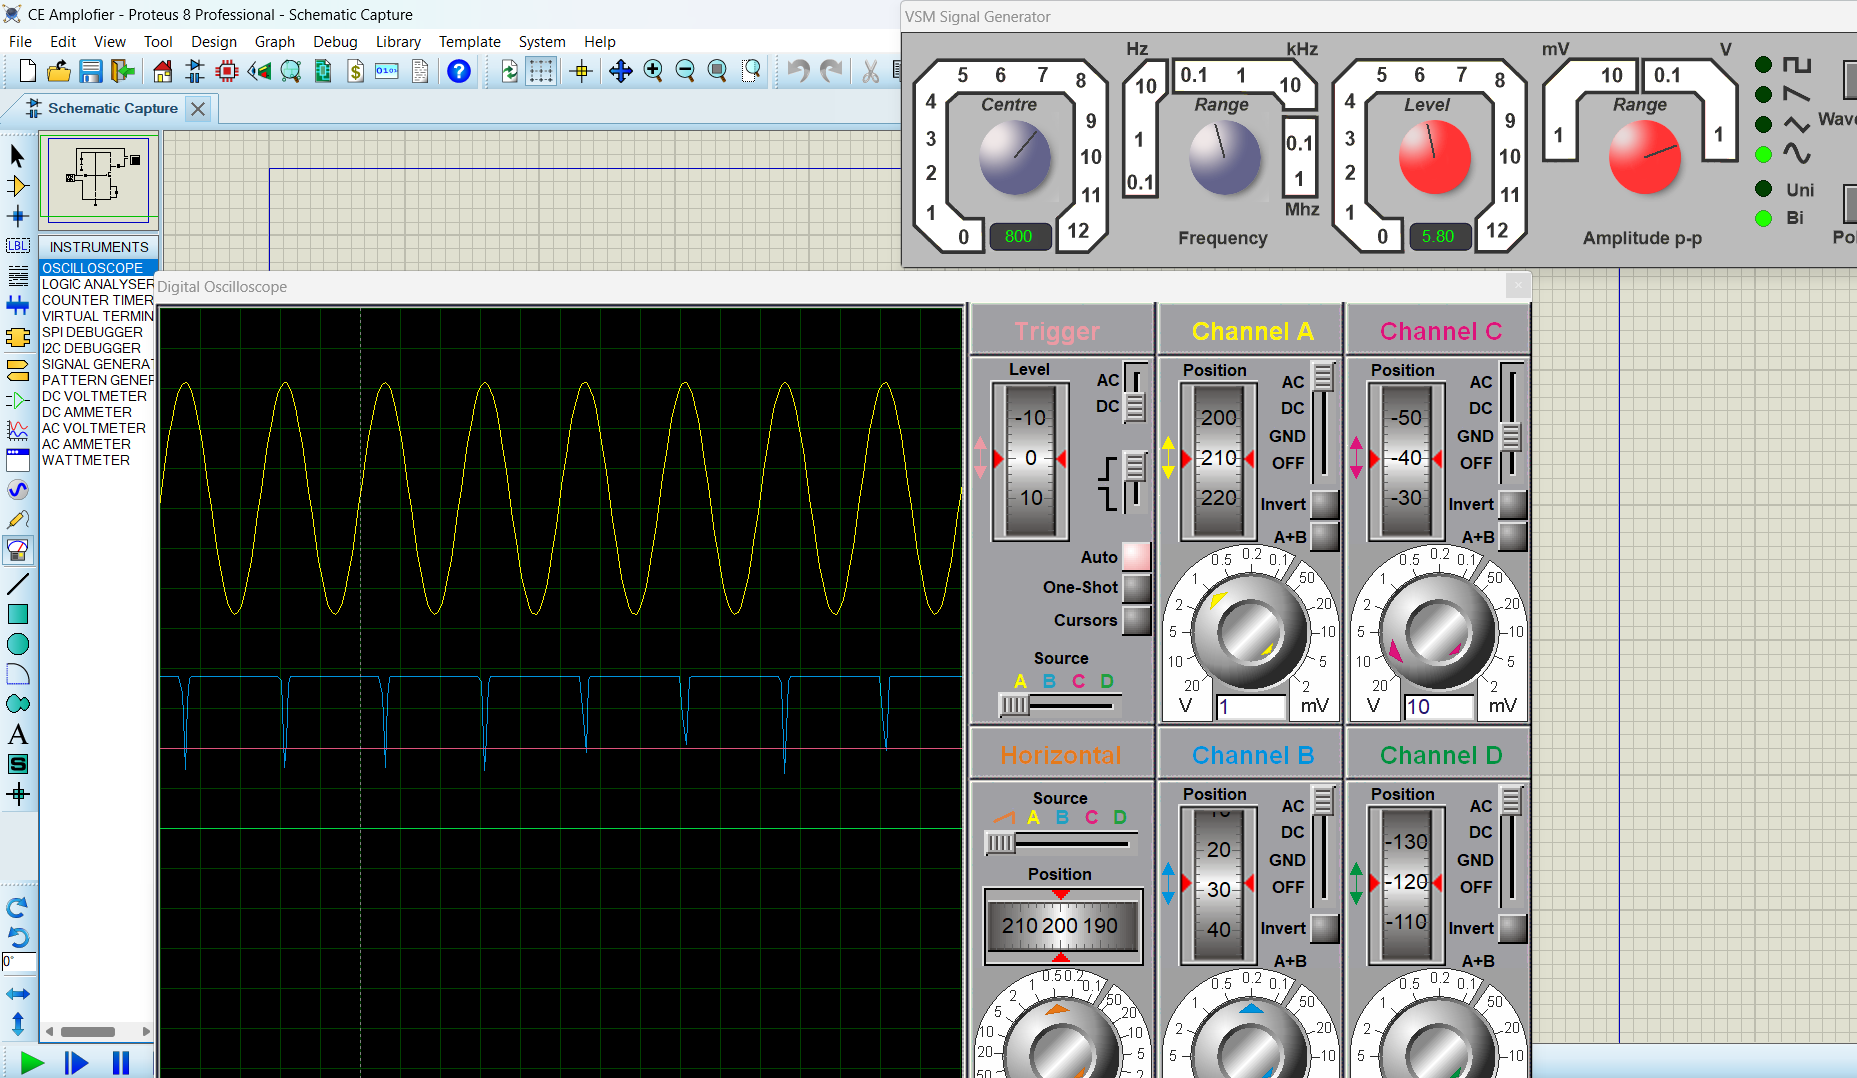 CE Amplofier - Proteus 8 Professional - Schematic Capture
File Edit View Tool Design Graph Debug Library Template System Help
Schematic Capture
INSTRUMENTS
OSCILLOSCOPE
LOGIC ANALYSER
COUNTER TIMER
VIRTUAL TERMIN
SPI DEBUGGER
I2C DEBUGGER
SIGNAL GENERAT
PATTERN GENER
DC VOLTMETER
DC AMMETER
AC VOLTMETER
AC AMMETER
WATTMETER
LBL
A
S
0°
VSM Signal Generator
0 1 2 3 4 5 6 7 8 9 10 11 12
Centre
800
Hz kHz
0.1 1 10 0.1 1 10 0.1 1
Range
Mhz
Frequency
0 1 2 3 4 5 6 7 8 9 10 11 12
Level
5.80
mV V
1 10 0.1 1
Range
Amplitude p-p
Wave
Uni
Bi
Pol
Digital Oscilloscope
Trigger
Level
-10
0
10
AC
DC
Auto
One-Shot
Cursors
Source
A B C D
Channel A
Position
200
210
220
AC
DC
GND
OFF
Invert
A+B
20 10 5 2 1 0.5 0.2 0.1 50 20 10 5 2
V 1 mV
Channel C
Position
-50
-40
-30
AC
DC
GND
OFF
Invert
A+B
20 10 5 2 1 0.5 0.2 0.1 50 20 10 5 2
V 10 mV
Horizontal
Source
A B C D
Position
210 200 190
50 20 10 5 2 1 0.5 0.2 0.1 50 20 10 5 2
Channel B
Position
20
30
40
AC
DC
GND
OFF
Invert
A+B
5 2 1 0.5 0.2 0.1 50 20 10
Channel D
Position
-130
-120
-110
AC
DC
GND
OFF
Invert
A+B
5 2 1 0.5 0.2 0.1 50 20 10